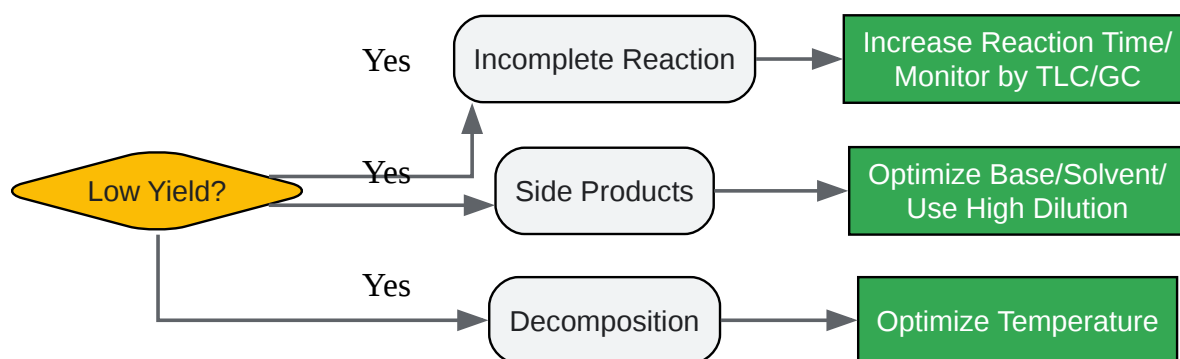 Yes
Incomplete Reaction
Increase Reaction Time/
Monitor by TLC/GC
Low Yield?
Yes
Side Products
Optimize Base/Solvent/
Use High Dilution
Yes
Decomposition
Optimize Temperature